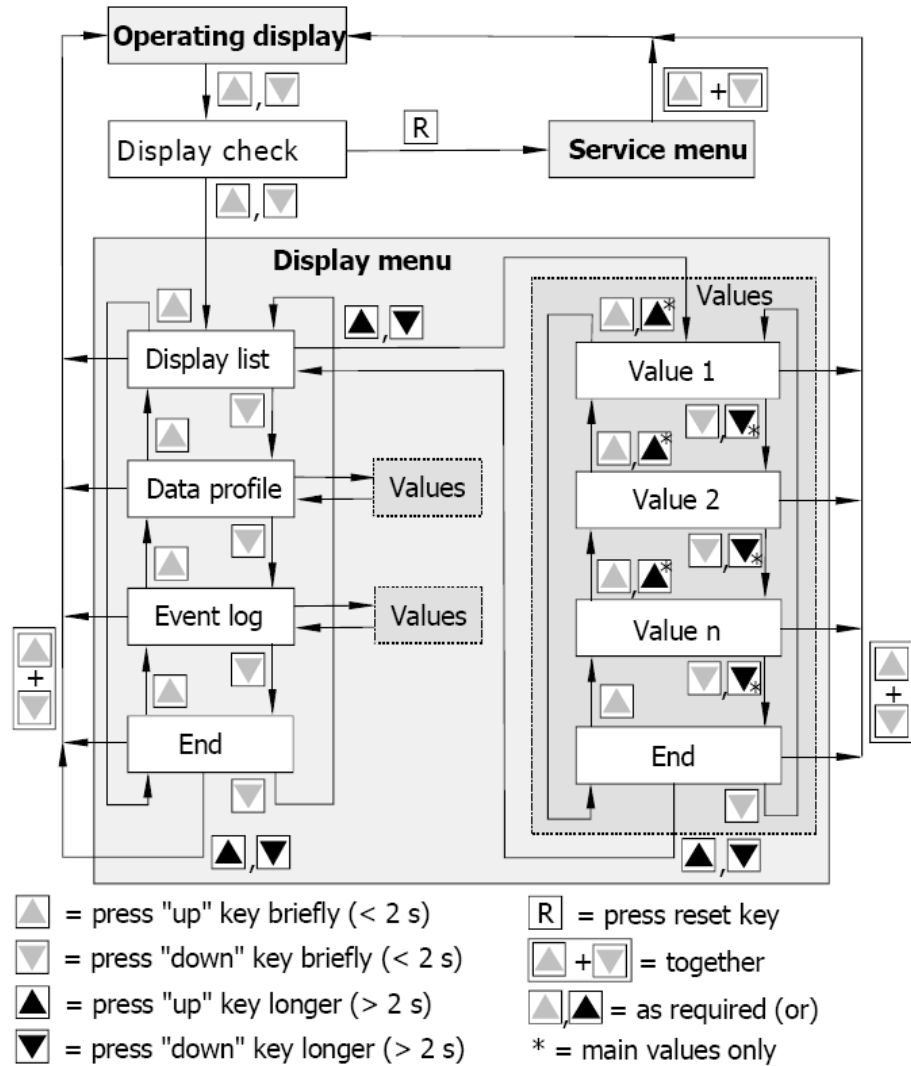 Operating display
▲ , ▼
▲ + ▼
Display check
R
Service menu
▲ , ▼
Display menu
Values
▲
▲ , ▼
▲ , ▲*
Display list
Value 1
▼
▼ , ▼*
▲
▲ , ▲*
Data profile
Values
Value 2
▼
▼ , ▼*
▲
▲ , ▲*
Event log
Values
Value n
▲
+
▼
▼
▼ , ▼*
▲
+
▼
▲
▲
End
End
▼
▼
▲ , ▼
▲ , ▼
▲ = press "up" key briefly (< 2 s)
▼ = press "down" key briefly (< 2 s)
▲ = press "up" key longer (> 2 s)
▼ = press "down" key longer (> 2 s)
R = press reset key
▲ + ▼ = together
▲ , ▲ = as required (or)
* = main values only